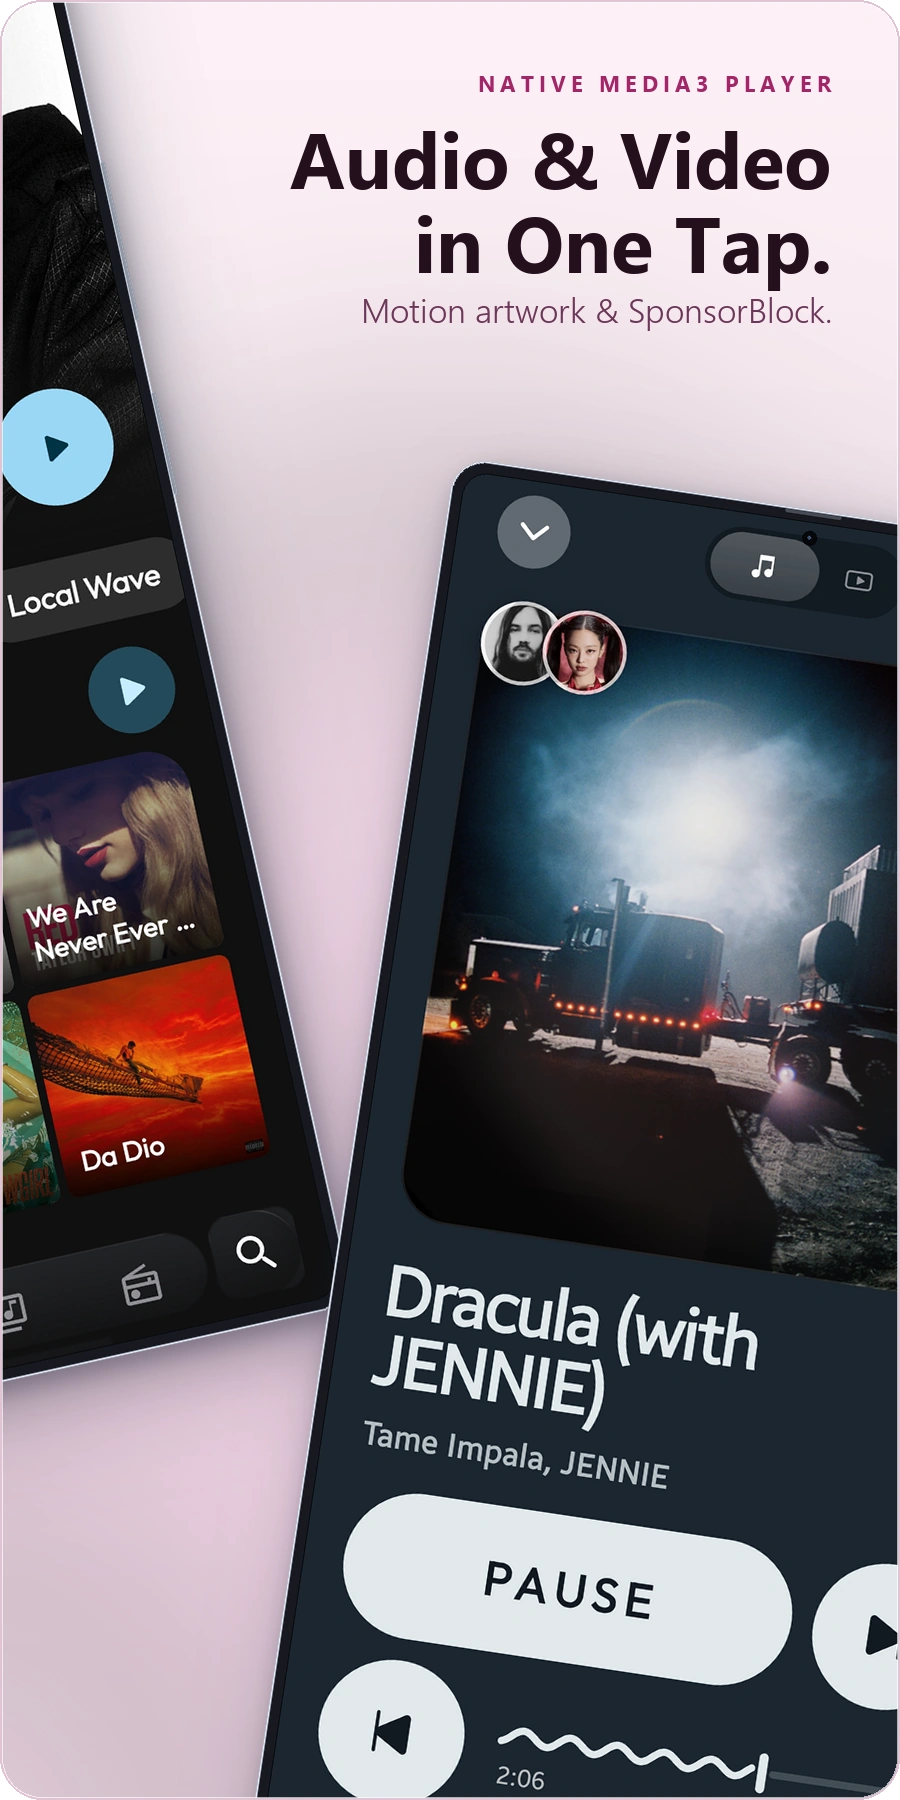 NATIVE MEDIA3 PLAYER
Audio & Video
in One Tap.
Motion artwork & SponsorBlock.
Local Wave
We Are
Never Ever ...
RED
Da Dio
Dracula (with
JENNIE)
Tame Impala, JENNIE
PAUSE
2:06